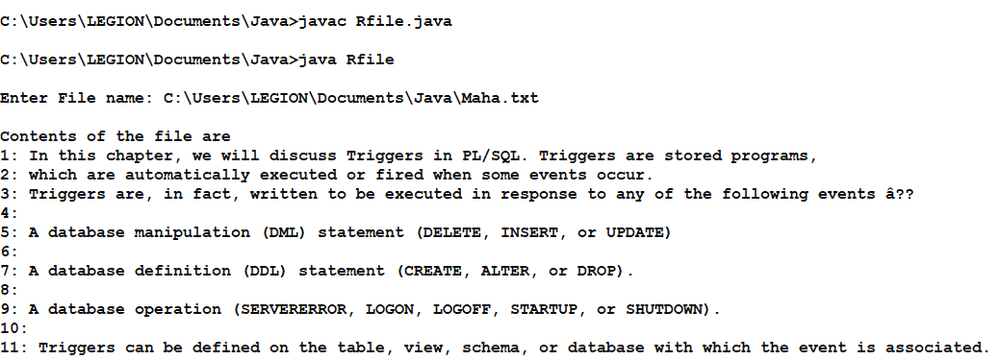 C:\Users\LEGION\Documents\Java>javac Rfile.java
C:\Users\LEGION\Documents\Java>java Rfile
Enter File name: C:\Users\LEGION\Documents\Java\Maha.txt
Contents of the file are
1: In this chapter, we will discuss Triggers in PL/SQL. Triggers are stored programs,
2: which are automatically executed or fired when some events occur.
3: Triggers are, in fact, written to be executed in response to any of the following events â??
4:
5: A database manipulation (DML) statement (DELETE, INSERT, or UPDATE)
6:
7: A database definition (DDL) statement (CREATE, ALTER, or DROP).
8:
9: A database operation (SERVERERROR, LOGON, LOGOFF, STARTUP, or SHUTDOWN).
10:
11: Triggers can be defined on the table, view, schema, or database with which the event is associated.